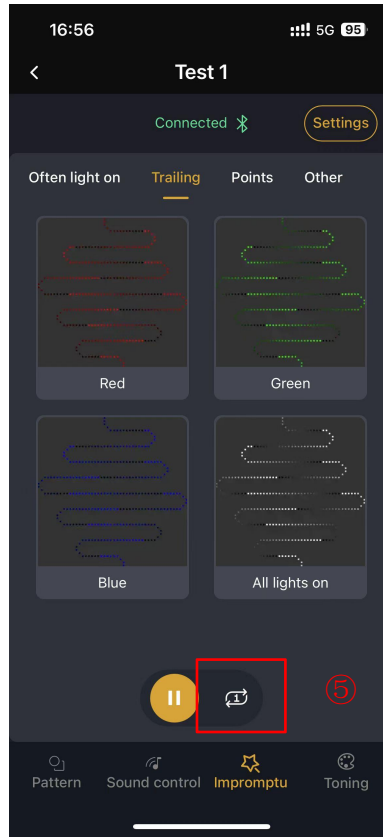 16:56 5G 95
Test 1
Connected Settings
Often light on Trailing Points Other
Red Green
Blue All lights on
1 ⑤
Pattern Sound control Impromptu Toning